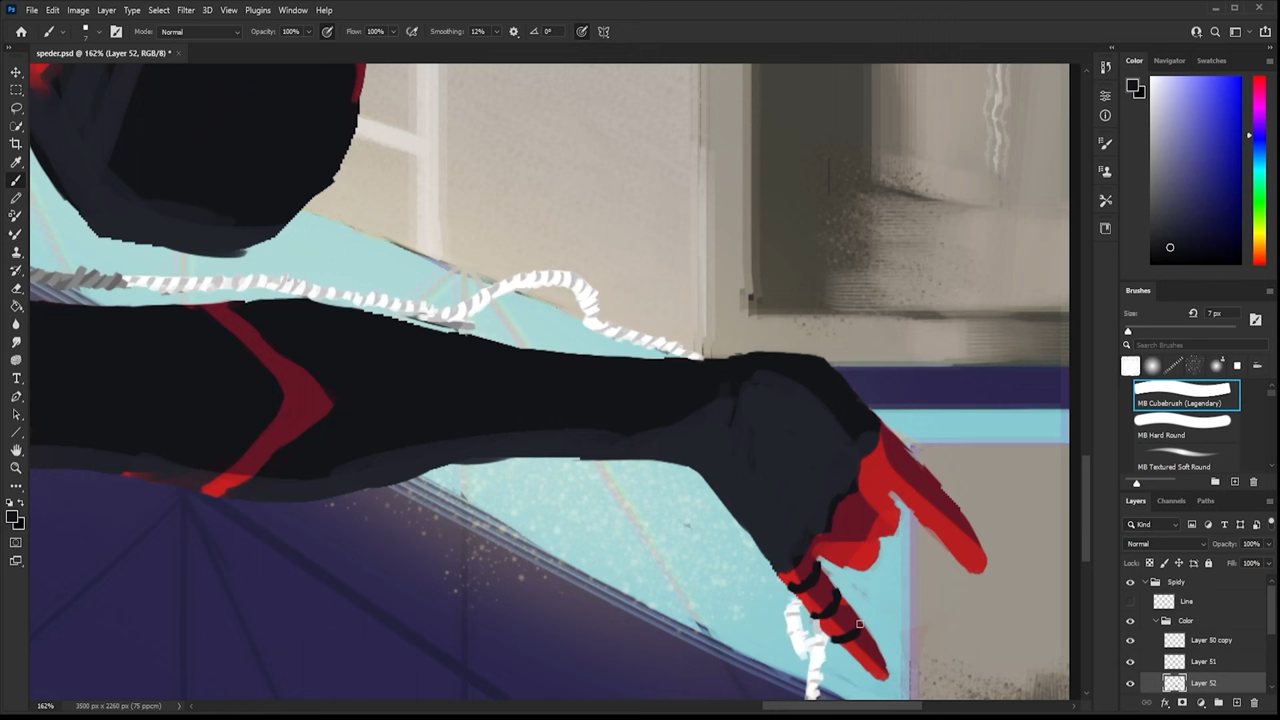 Ps File Edit Image Layer Type Select Filter 3D View Plugins Window Help
Mode: Normal Opacity: 100% Flow: 100% Smoothing: 12% 0°
speder.psd @ 162% (Layer 52, RGB/8) * ×
Color Navigator Swatches
Brushes
Size: 7 px
Search Brushes
MB Cubebrush (Legendary)
MB Hard Round
MB Textured Soft Round
Layers Channels Paths
Kind
Normal Opacity: 100%
Lock: Fill: 100%
Spidy
Line
Color
Layer 50 copy
Layer 51
Layer 52
162% 3500 px x 2260 px (75 ppcm)